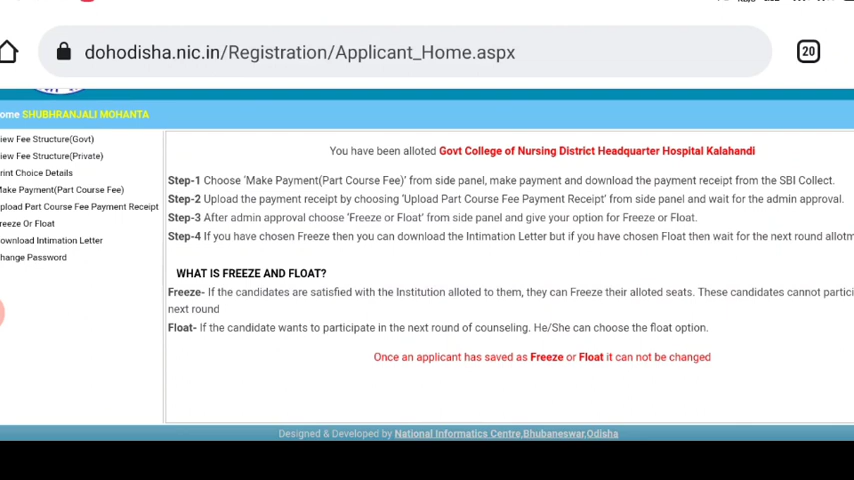 dohodisha.nic.in/Registration/Applicant_Home.aspx
20
ome SHUBHRANJALI MOHANTA
iew Fee Structure(Govt)
iew Fee Structure(Private)
rint Choice Details
ake Payment(Part Course Fee)
pload Part Course Fee Payment Receipt
reeze Or Float
ownload Intimation Letter
hange Password
You have been alloted Govt College of Nursing District Headquarter Hospital Kalahandi
Step-1 Choose ‘Make Payment(Part Course Fee)’ from side panel, make payment and download the payment receipt from the SBI Collect.
Step-2 Upload the payment receipt by choosing ‘Upload Part Course Fee Payment Receipt’ from side panel and wait for the admin approval.
Step-3 After admin approval choose ‘Freeze or Float’ from side panel and give your option for Freeze or Float.
Step-4 If you have chosen Freeze then you can download the Intimation Letter but if you have chosen Float then wait for the next round allotm
WHAT IS FREEZE AND FLOAT?
Freeze- If the candidates are satisfied with the Institution alloted to them, they can Freeze their alloted seats. These candidates cannot partici
next round
Float- If the candidate wants to participate in the next round of counseling. He/She can choose the float option.
Once an applicant has saved as Freeze or Float it can not be changed
Designed & Developed by National Informatics Centre,Bhubaneswar,Odisha